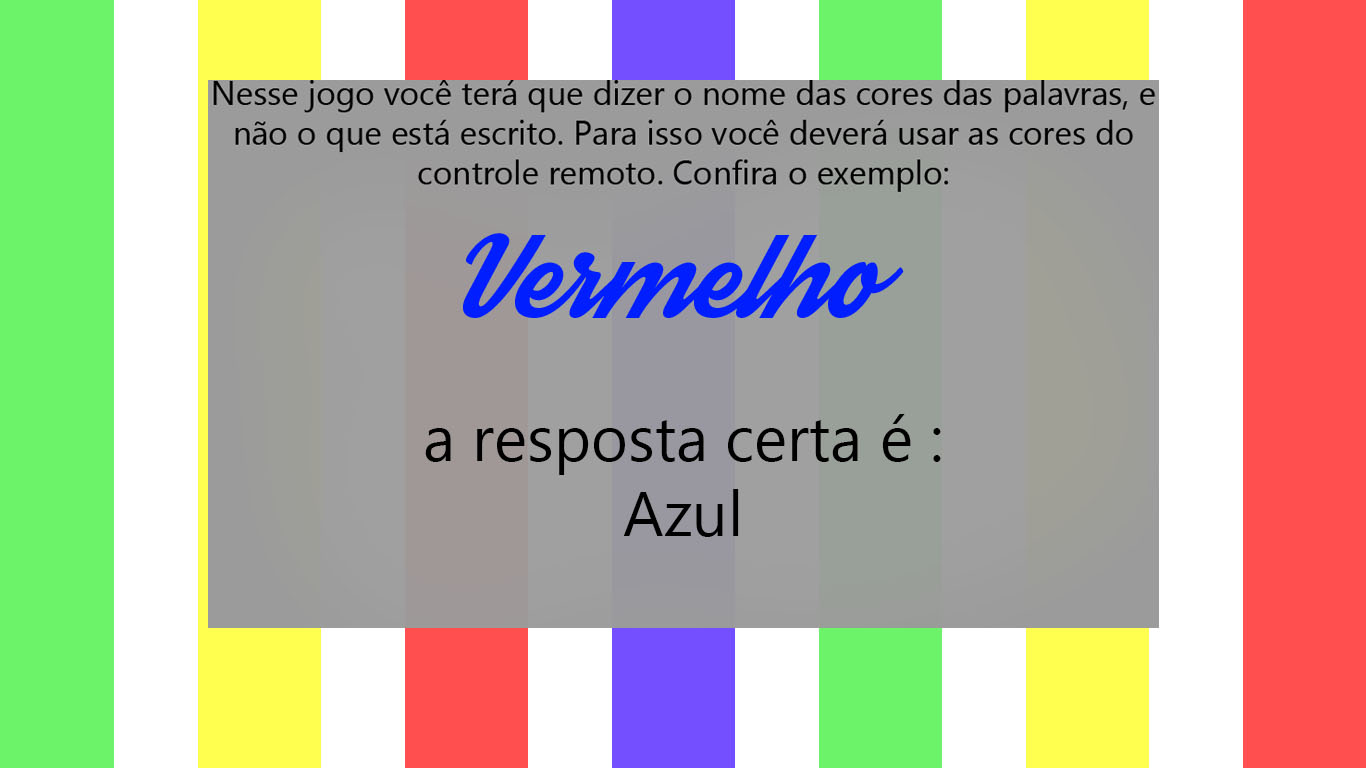 Nesse jogo você terá que dizer o nome das cores das palavras, e
não o que está escrito. Para isso você deverá usar as cores do
controle remoto. Confira o exemplo:
Vermelho
a resposta certa é :
Azul